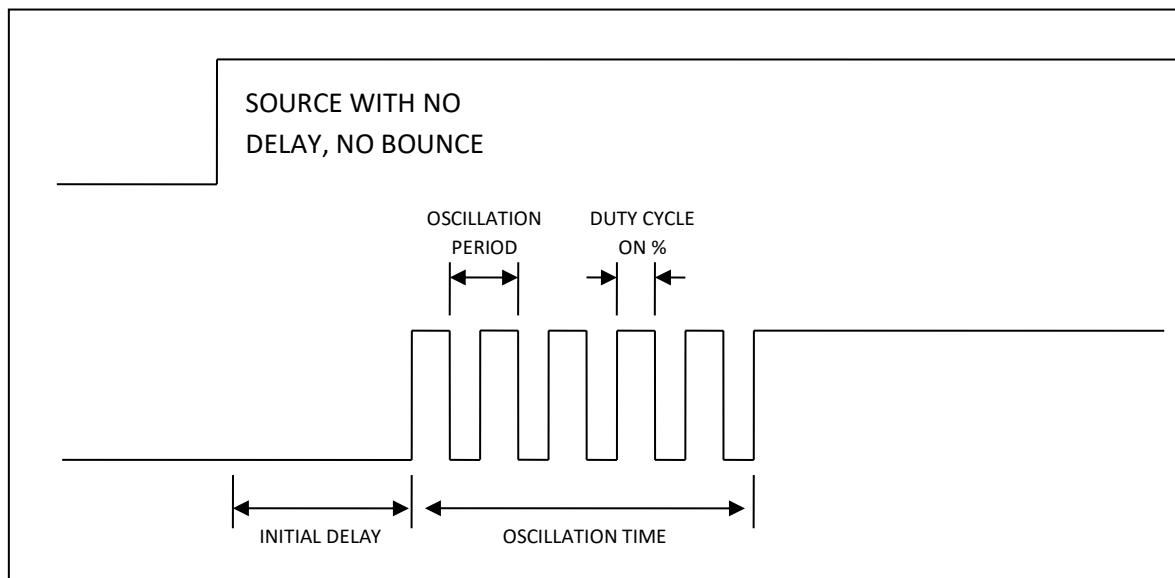 SOURCE WITH NO
DELAY, NO BOUNCE
OSCILLATION
PERIOD
DUTY CYCLE
ON %
INITIAL DELAY
OSCILLATION TIME